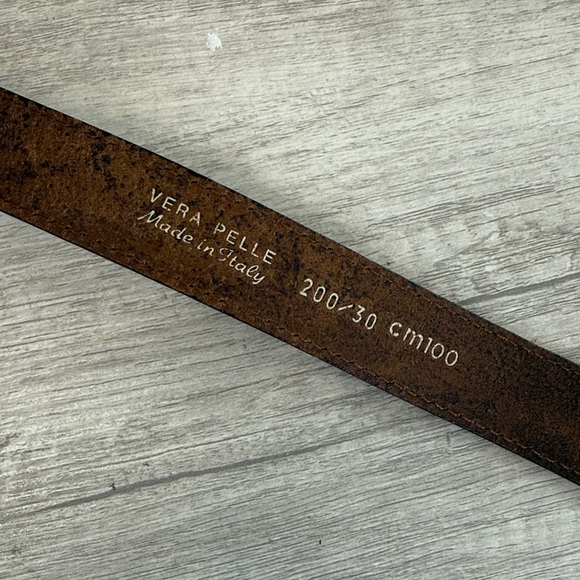 VERA PELLE
Made in Italy
200/30 cm100